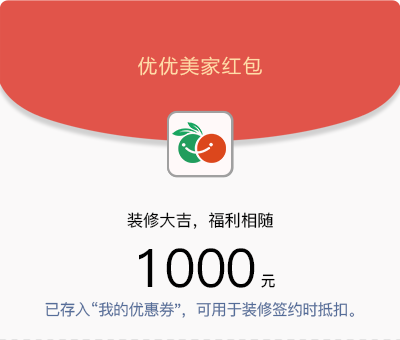 优优美家红包
装修大吉，福利相随
1000元
已存入“我的优惠券”，可用于装修签约时抵扣。